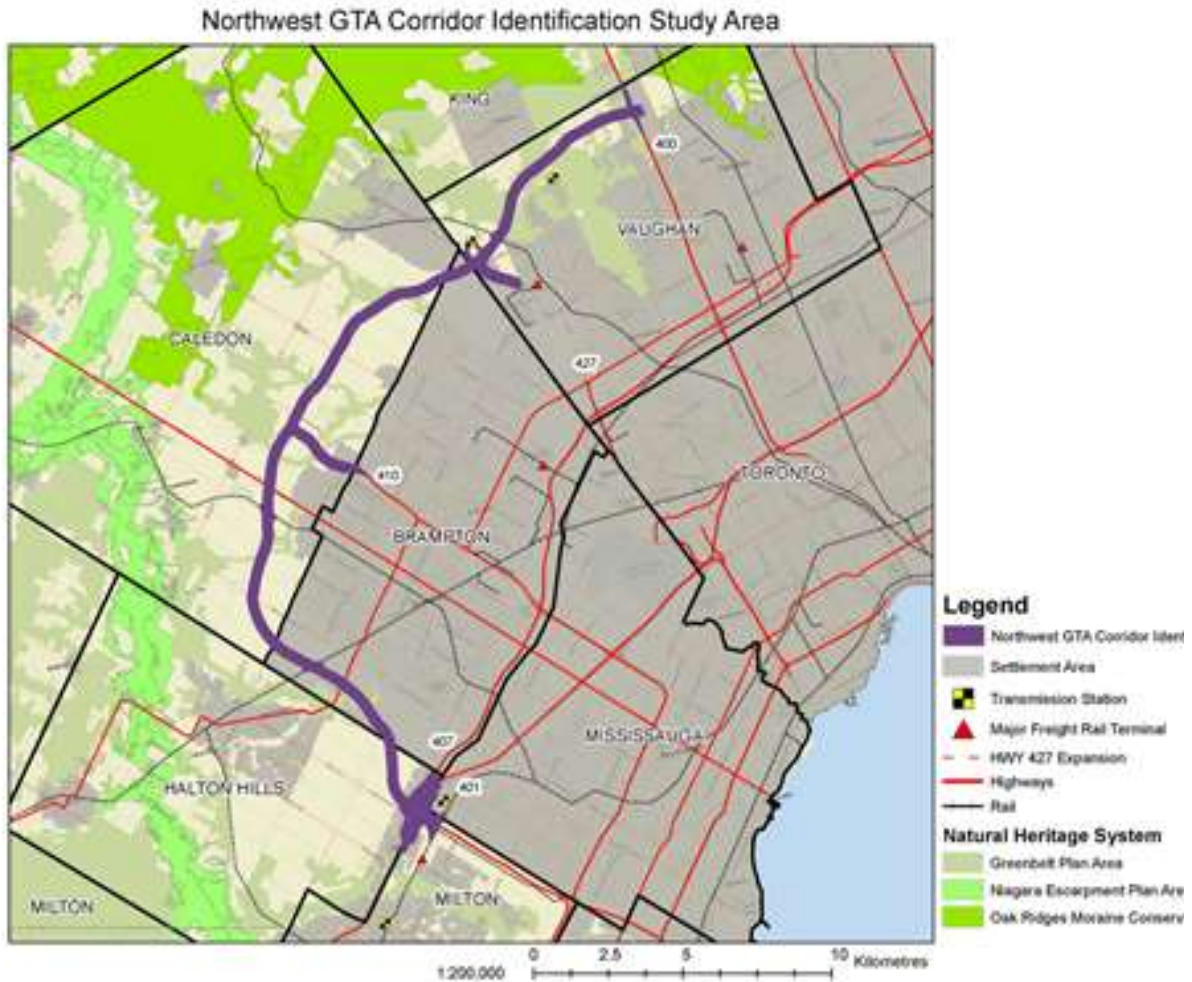 Northwest GTA Corridor Identification Study Area
KING
400
VAUGHAN
CALEDON
427
410
TORONTO
BRAMPTON
MISSISSAUGA
407
401
HALTON HILLS
MILTON
MILTON
Legend
Northwest GTA Corridor Ident
Settlement Area
Transmission Station
Major Freight Rail Terminal
HWY 427 Expansion
Highways
Rail
Natural Heritage System
Greenbelt Plan Area
Niagara Escarpment Plan Are
Oak Ridges Moraine Conserv
0 2.5 5 10 Kilometres
1:200,000